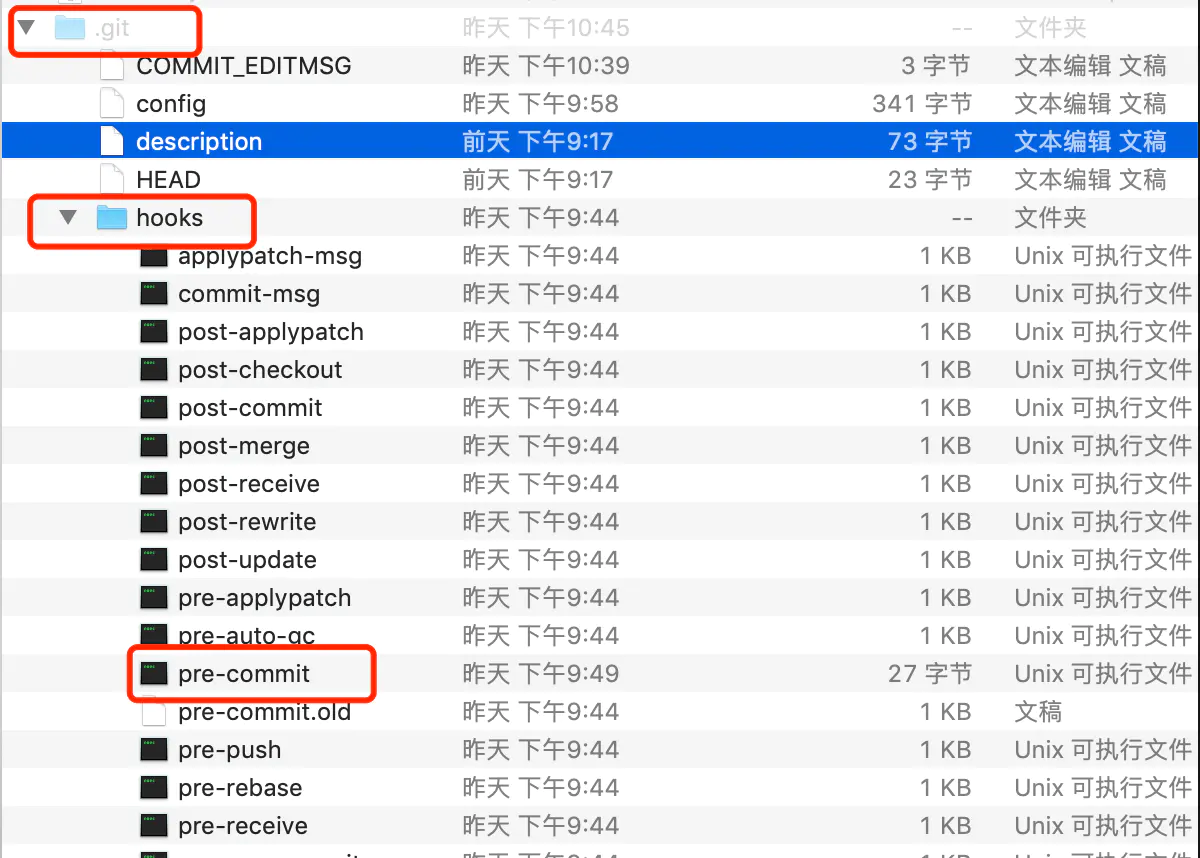 .git 昨天 下午10:45 -- 文件夹
COMMIT_EDITMSG 昨天 下午10:39 3 字节 文本编辑 文稿
config 昨天 下午9:58 341 字节 文本编辑 文稿
description 前天 下午9:17 73 字节 文本编辑 文稿
HEAD 前天 下午9:17 23 字节 文本编辑 文稿
hooks 昨天 下午9:44 -- 文件夹
applypatch-msg 昨天 下午9:44 1 KB Unix 可执行文件
commit-msg 昨天 下午9:44 1 KB Unix 可执行文件
post-applypatch 昨天 下午9:44 1 KB Unix 可执行文件
post-checkout 昨天 下午9:44 1 KB Unix 可执行文件
post-commit 昨天 下午9:44 1 KB Unix 可执行文件
post-merge 昨天 下午9:44 1 KB Unix 可执行文件
post-receive 昨天 下午9:44 1 KB Unix 可执行文件
post-rewrite 昨天 下午9:44 1 KB Unix 可执行文件
post-update 昨天 下午9:44 1 KB Unix 可执行文件
pre-applypatch 昨天 下午9:44 1 KB Unix 可执行文件
pre-auto-gc 昨天 下午9:44 1 KB Unix 可执行文件
pre-commit 昨天 下午9:49 27 字节 Unix 可执行文件
pre-commit.old 昨天 下午9:44 1 KB 文稿
pre-push 昨天 下午9:44 1 KB Unix 可执行文件
pre-rebase 昨天 下午9:44 1 KB Unix 可执行文件
pre-receive 昨天 下午9:44 1 KB Unix 可执行文件